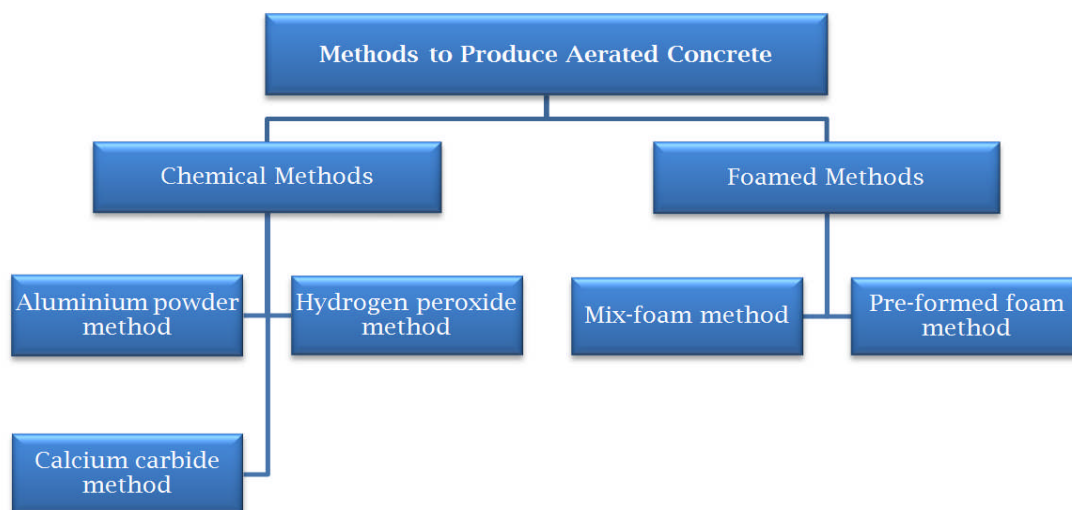 Methods to Produce Aerated Concrete
Chemical Methods
Foamed Methods
Aluminium powder
method
Hydrogen peroxide
method
Mix-foam method
Pre-formed foam
method
Calcium carbide
method